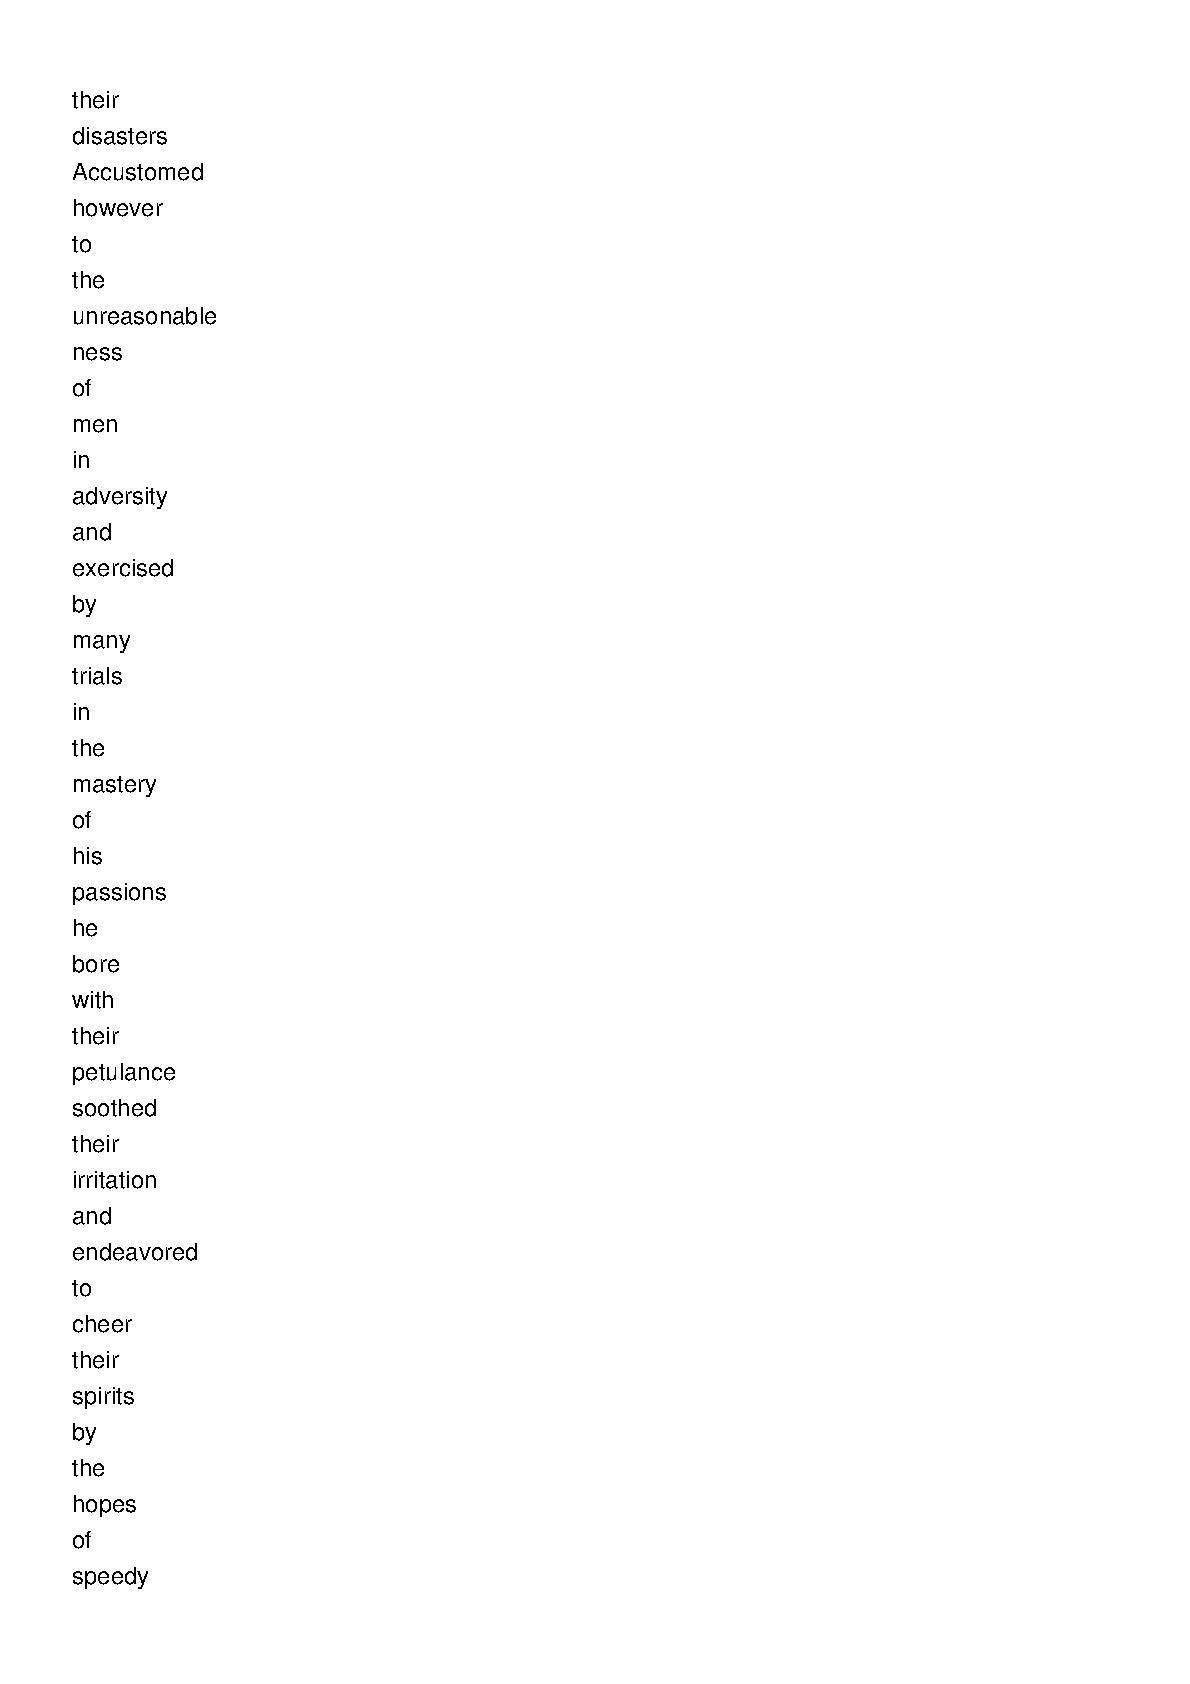 their
disasters
Accustomed
however
to
the
unreasonable
ness
of
men
in
adversity
and
exercised
by
many
trials
in
the
mastery
of
his
passions
he
bore
with
their
petulance
soothed
their
irritation
and
endeavored
to
cheer
their
spirits
by
the
hopes
of
speedy